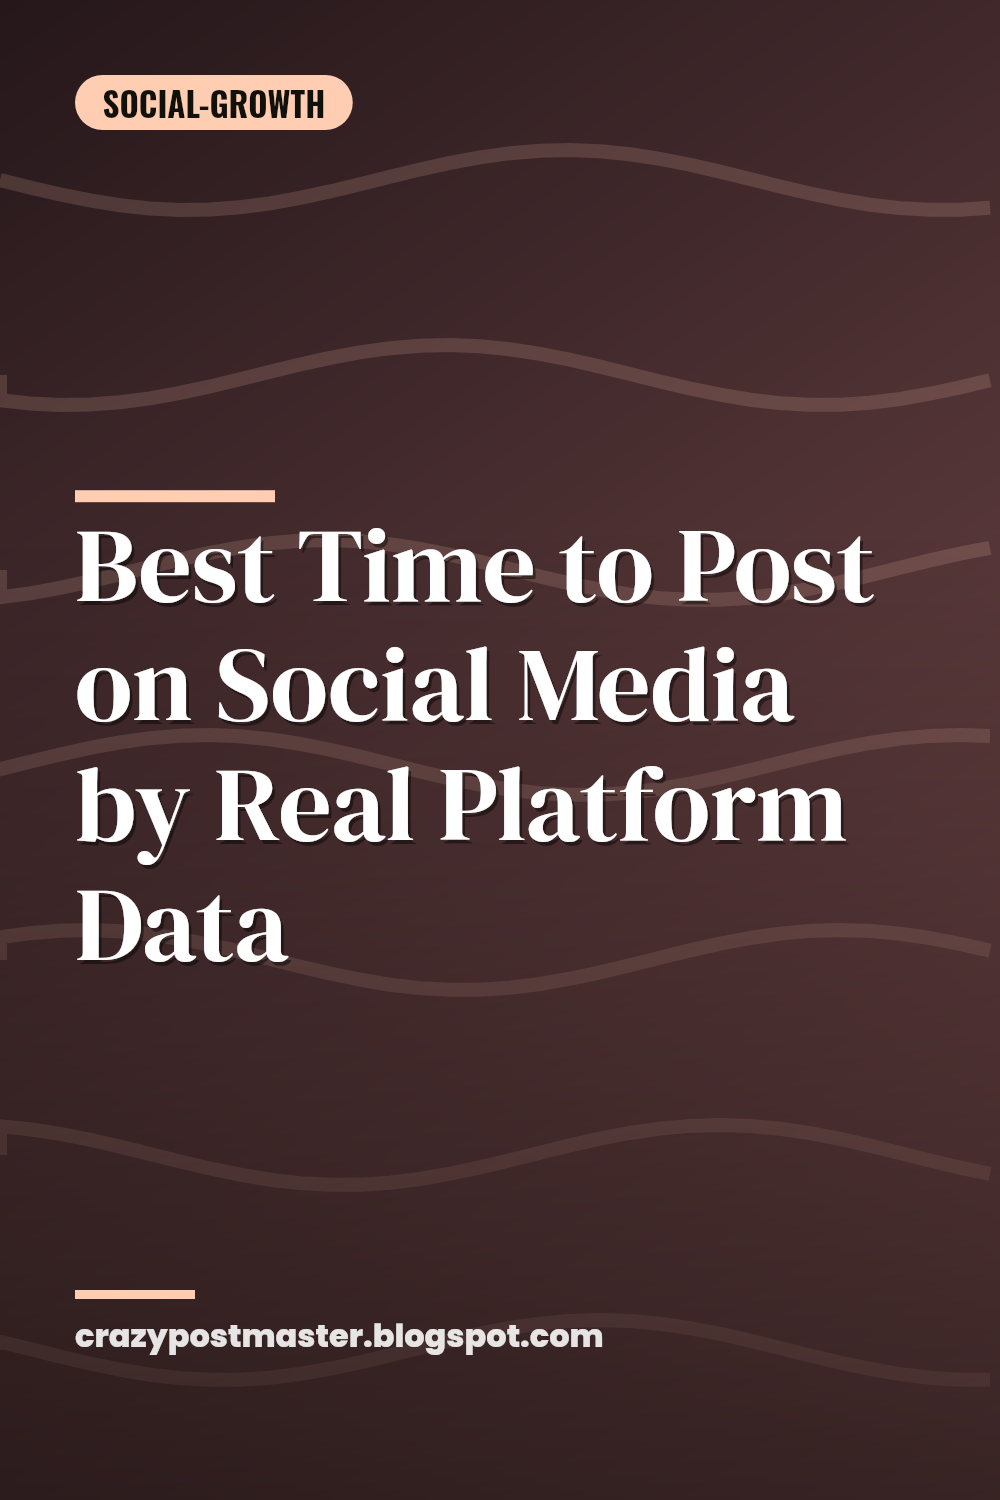 SOCIAL-GROWTH
Best Time to Post
on Social Media
by Real Platform
Data
crazypostmaster.blogspot.com